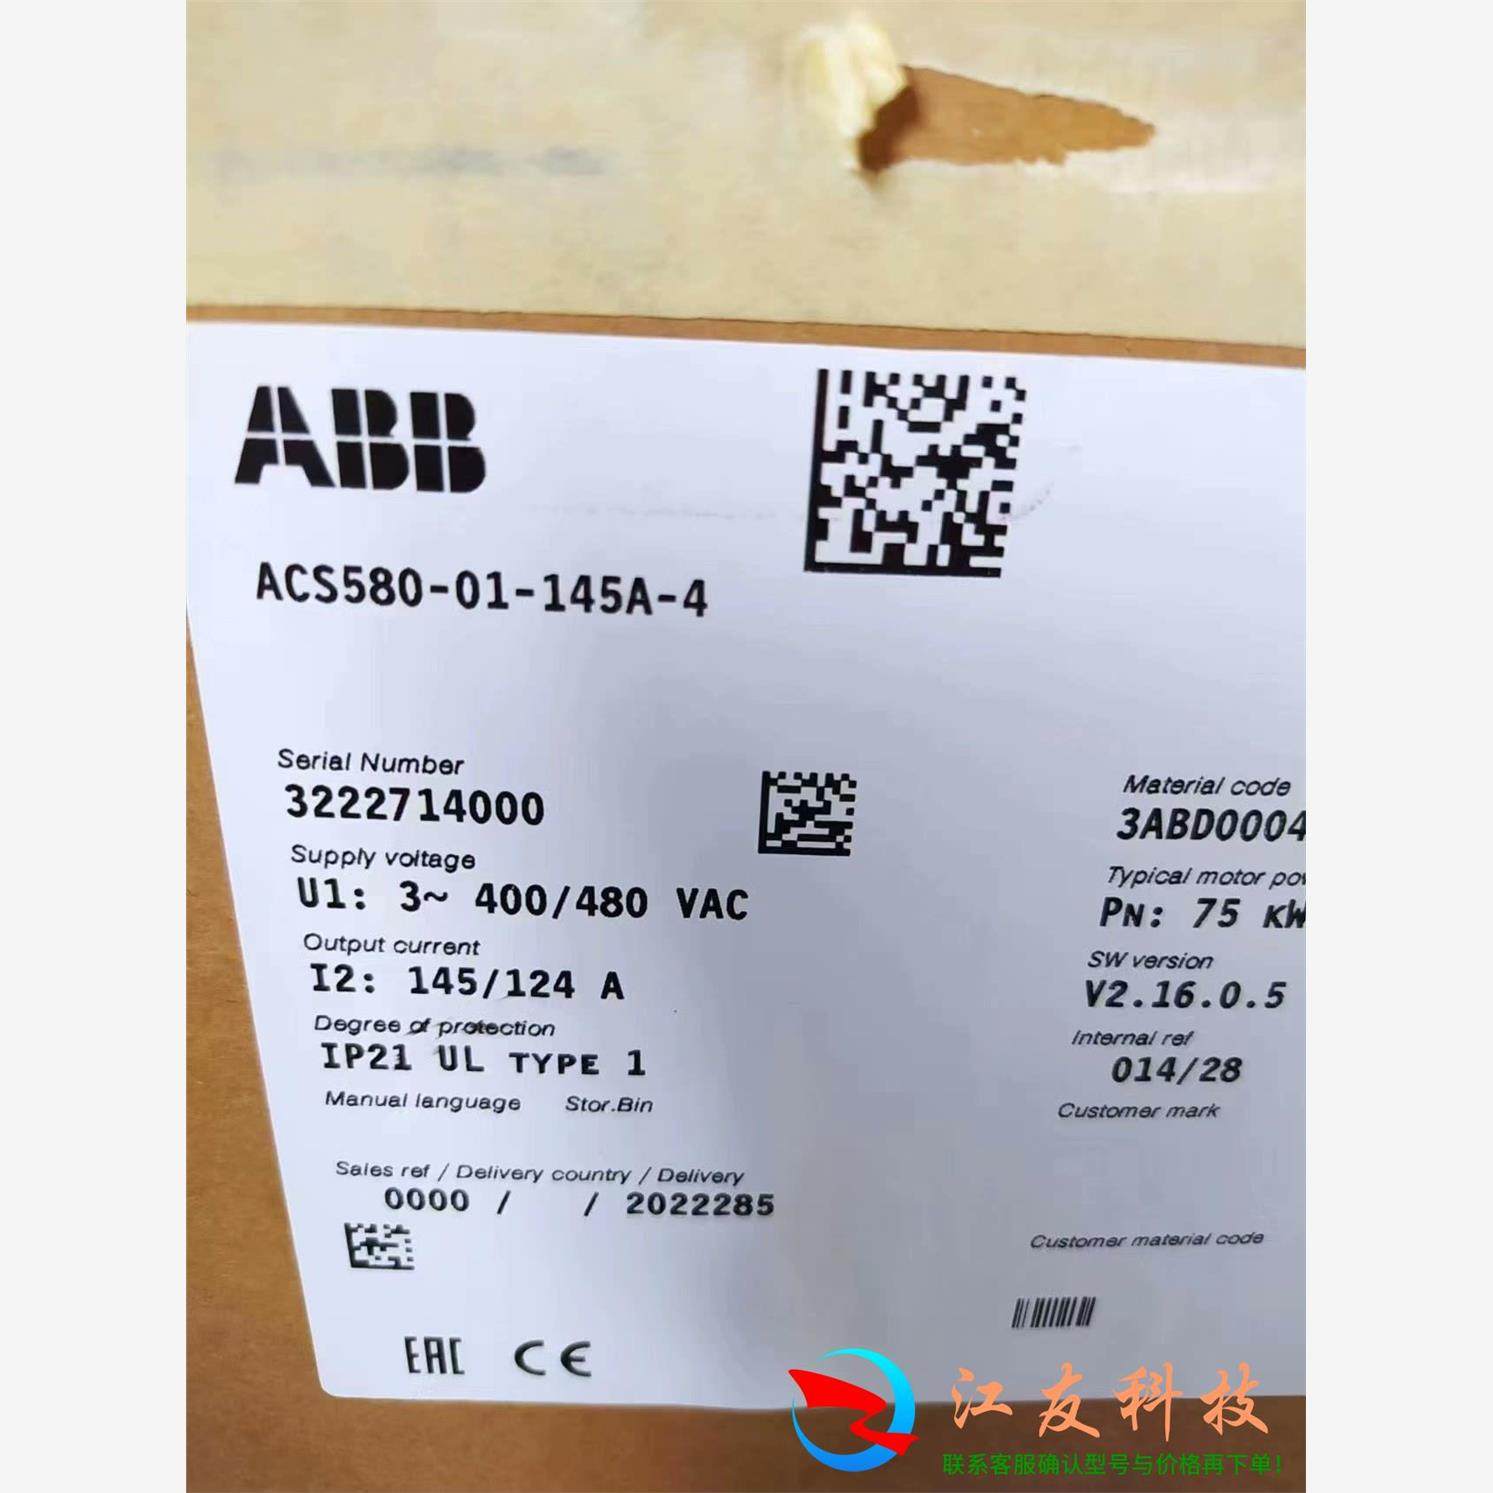 ABB
ACS580-01-145A-4
Serial Number
3222714000
Supply voltage
U1: 3~ 400/480 VAC
Output current
I2: 145/124 A
Degree of protection
IP21 UL TYPE 1
Manual language Stor.Bin
Sales ref / Delivery country / Delivery
0000 / / 2022285
EAC CE
Material code
3ABD0004
Typical motor pow
PN: 75 kW
SW version
V2.16.0.5
Internal ref
014/28
Customer mark
Customer material code
江友科技
联系客服确认型号与价格再下单!